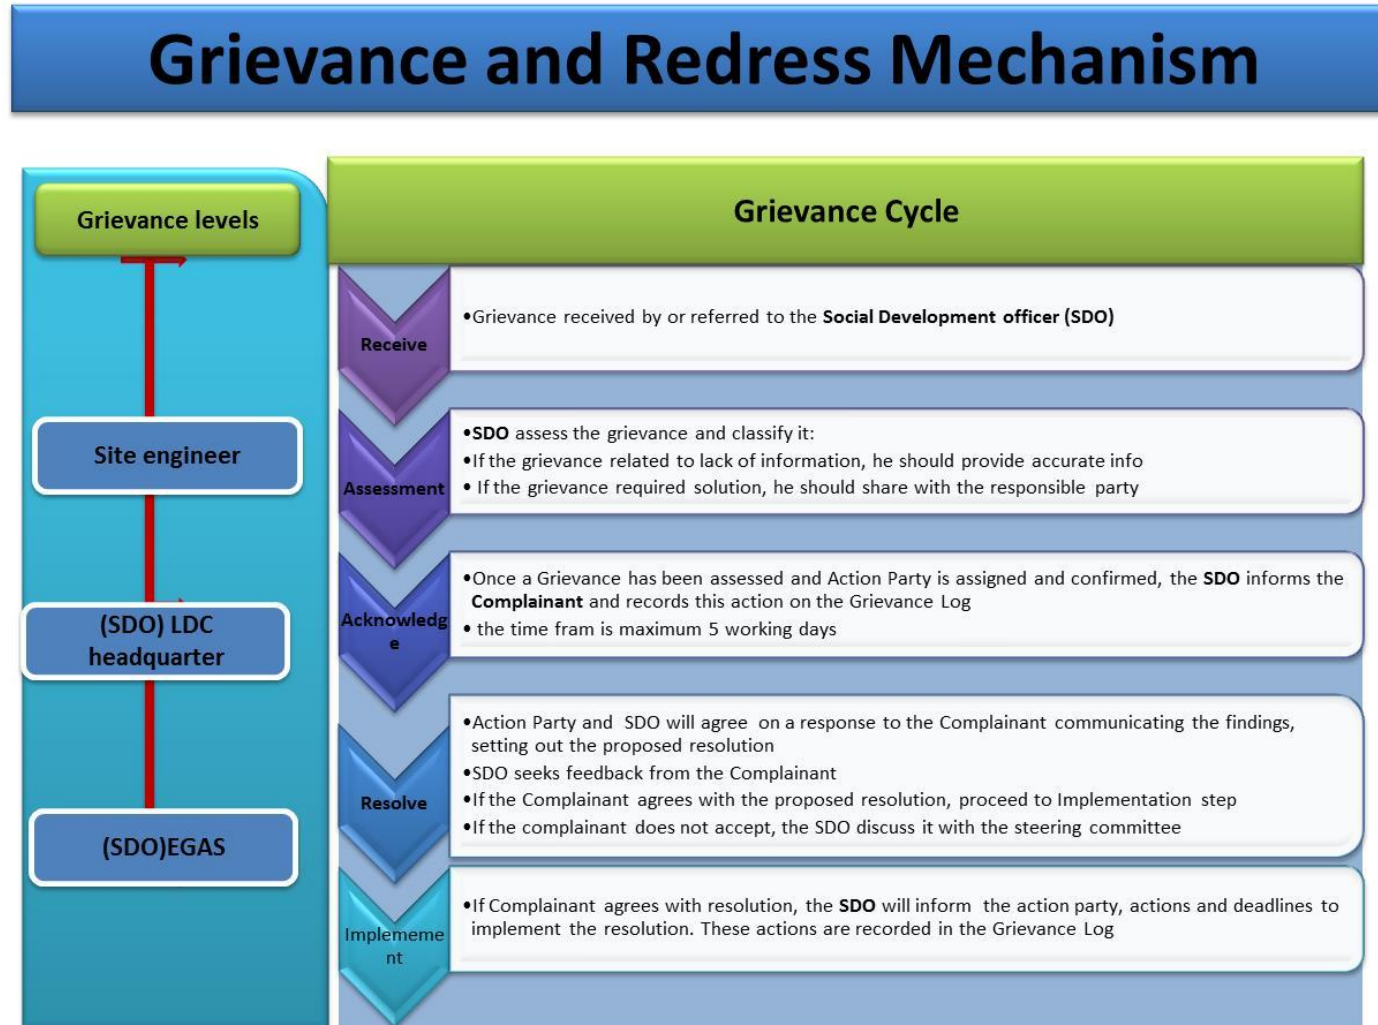 Grievance and Redress Mechanism
Grievance levels
Site engineer
(SDO) LDC
headquarter
(SDO)EGAS
Grievance Cycle
Receive
•Grievance received by or referred to the Social Development officer (SDO)
Assessment
•SDO assess the grievance and classify it:
•If the grievance related to lack of information, he should provide accurate info
• If the grievance required solution, he should share with the responsible party
Acknowledg
e
•Once a Grievance has been assessed and Action Party is assigned and confirmed, the SDO informs the
Complainant and records this action on the Grievance Log
• the time fram is maximum 5 working days
Resolve
•Action Party and SDO will agree on a response to the Complainant communicating the findings,
setting out the proposed resolution
•SDO seeks feedback from the Complainant
•If the Complainant agrees with the proposed resolution, proceed to Implementation step
•If the complainant does not accept, the SDO discuss it with the steering committee
Implememe
nt
•If Complainant agrees with resolution, the SDO will inform the action party, actions and deadlines to
implement the resolution. These actions are recorded in the Grievance Log